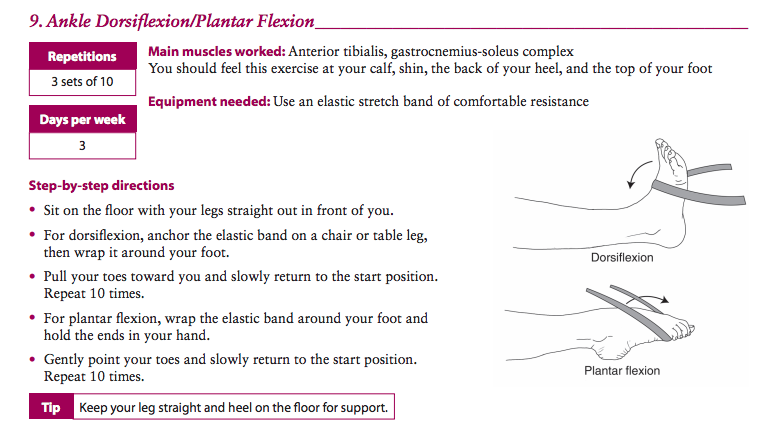 9. Ankle Dorsiflexion/Plantar Flexion
Repetitions
3 sets of 10
Days per week
3
Main muscles worked: Anterior tibialis, gastrocnemius-soleus complex
You should feel this exercise at your calf, shin, the back of your heel, and the top of your foot
Equipment needed: Use an elastic stretch band of comfortable resistance
Step-by-step directions
• Sit on the floor with your legs straight out in front of you.
• For dorsiflexion, anchor the elastic band on a chair or table leg,
then wrap it around your foot.
• Pull your toes toward you and slowly return to the start position.
Repeat 10 times.
• For plantar flexion, wrap the elastic band around your foot and
hold the ends in your hand.
• Gently point your toes and slowly return to the start position.
Repeat 10 times.
Dorsiflexion
Plantar flexion
Tip Keep your leg straight and heel on the floor for support.